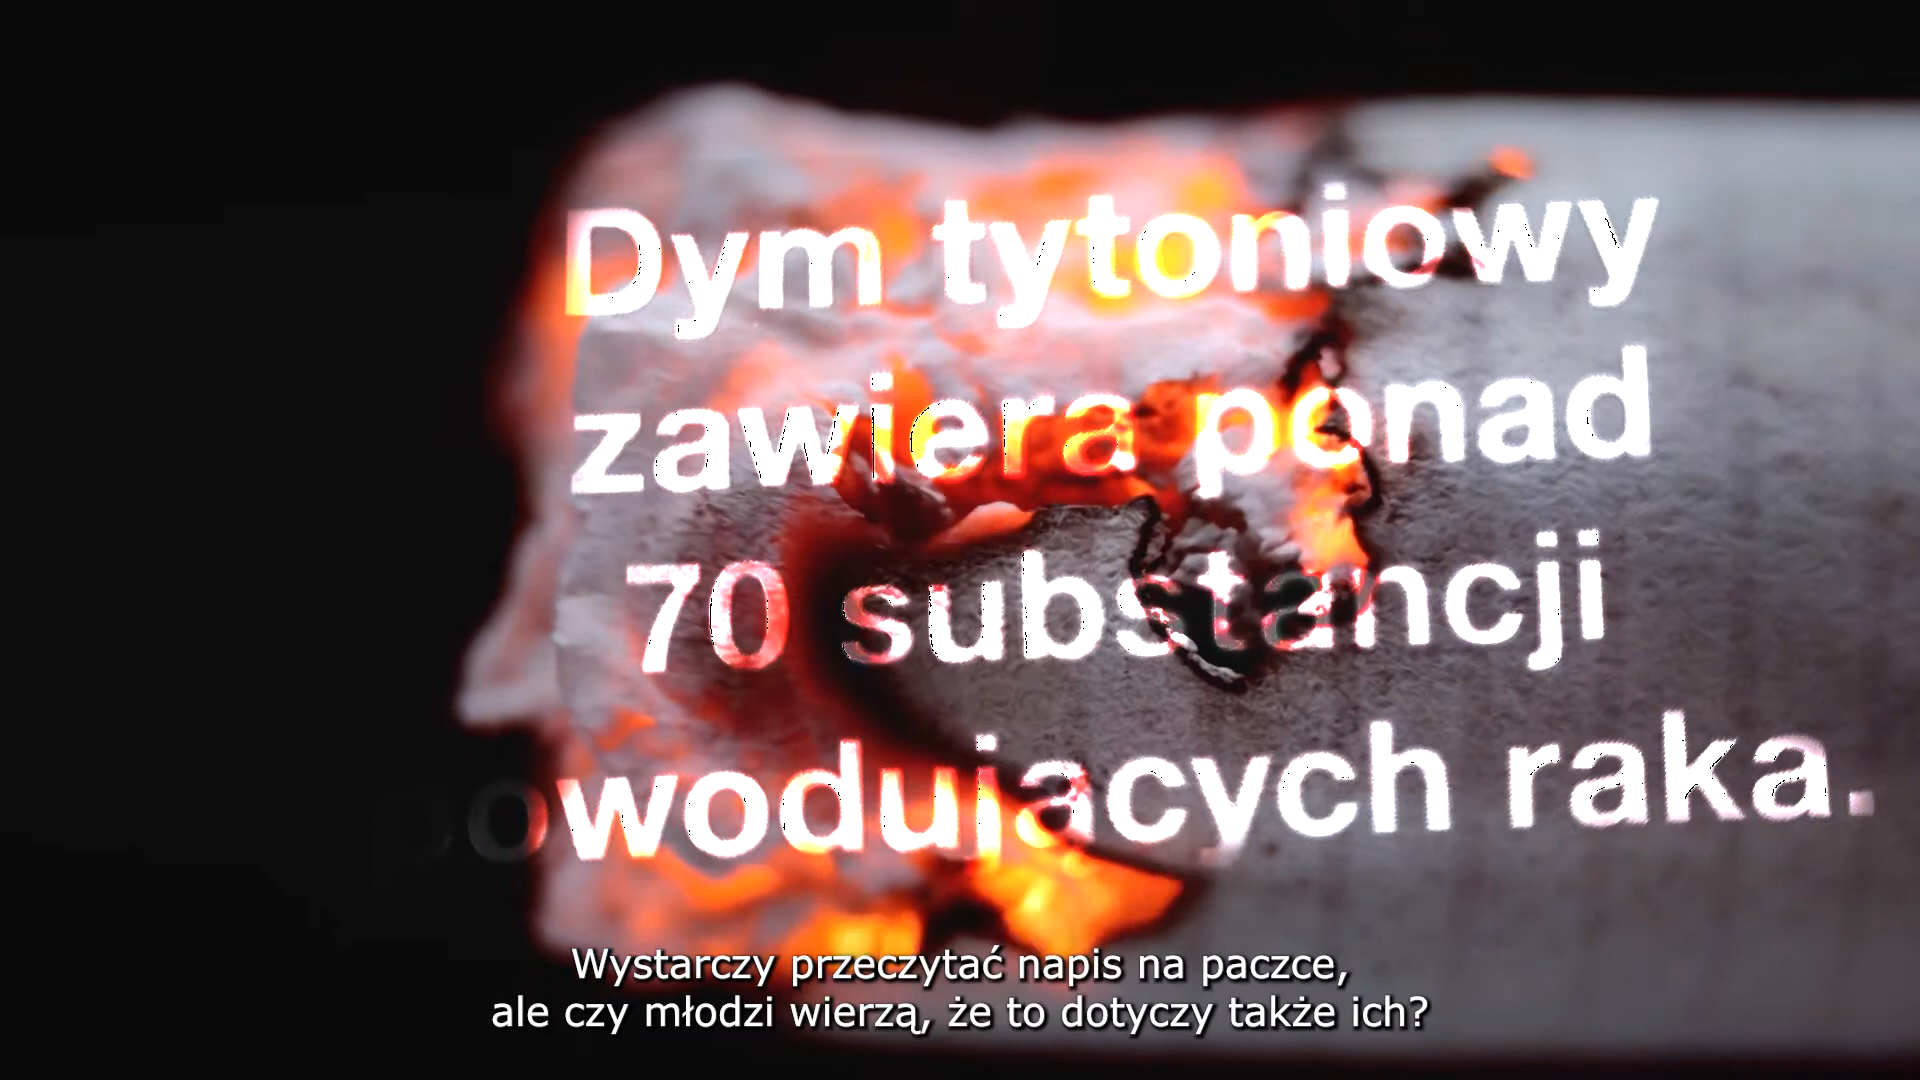 Dym tytoniowy
zawiera ponad
70 substancji
powodujących raka.
Wystarczy przeczytać napis na paczce,
ale czy młodzi wierzą, że to dotyczy także ich?